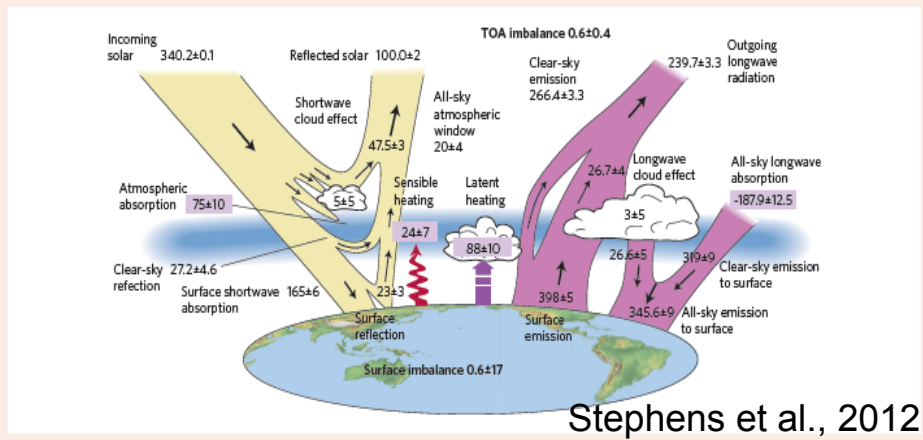 TOA imbalance 0.6±0.4
Incoming
solar 340.2±0.1
Reflected solar 100.0±2
Outgoing
longwave
radiation
239.7±3.3
Clear-sky
emission
266.4±3.3
Shortwave
cloud effect
47.5±3
All-sky
atmospheric
window
20±4
Atmospheric
absorption 75±10
5±5
Sensible
heating
24±7
Latent
heating
88±10
26.7±4
Longwave
cloud effect
3±5
All-sky longwave
absorption
-187.9±12.5
Clear-sky 27.2±4.6
refection
Surface shortwave 165±6
absorption
23±3
Surface
reflection
398±5
Surface
emission
26.6±5
319±9
Clear-sky emission
to surface
345.6±9
All-sky emission
to surface
Surface imbalance 0.6±17
Stephens et al., 2012